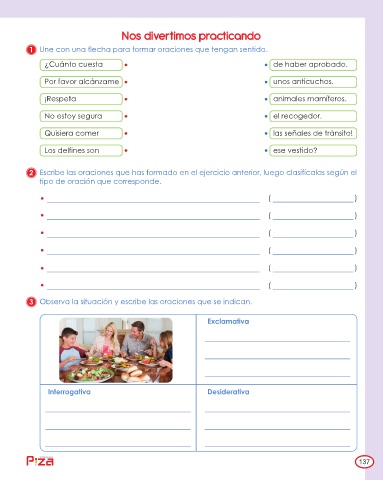 Nos divertimos practicando
1 Une con una flecha para formar oraciones que tengan sentido.
¿Cuánto cuesta • • de haber aprobado.
Por favor alcánzame • • unos anticuchos.
¡Respeta • • animales mamíferos.
No estoy segura • • el recogedor.
Quisiera comer • • las señales de tránsito!
Los delfines son • • ese vestido?
2 Escribe las oraciones que has formado en el ejercicio anterior, luego clasifícalas según el
tipo de oración que corresponde.
• ( )
• ( )
• ( )
• ( )
• ( )
• ( )
3 Observa la situación y escribe las oraciones que se indican.
Exclamativa
Interrogativa Desiderativa
P:za 137